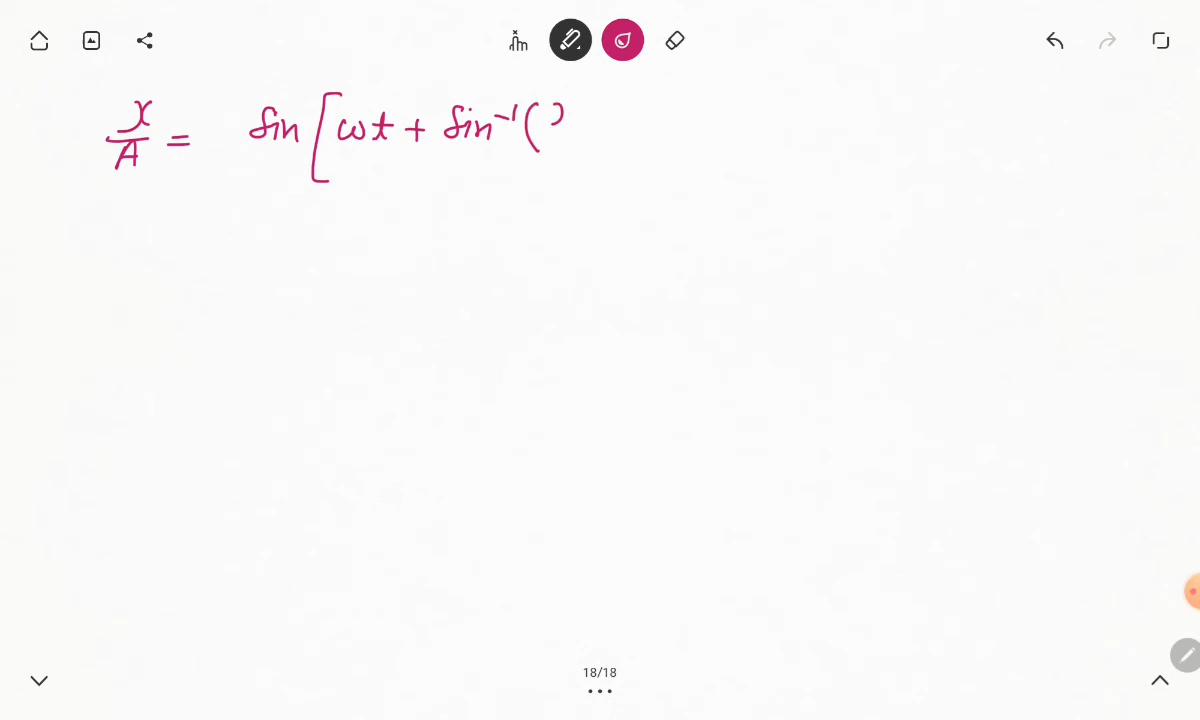 x/A = sin[ωt + sin⁻¹( )
18/18